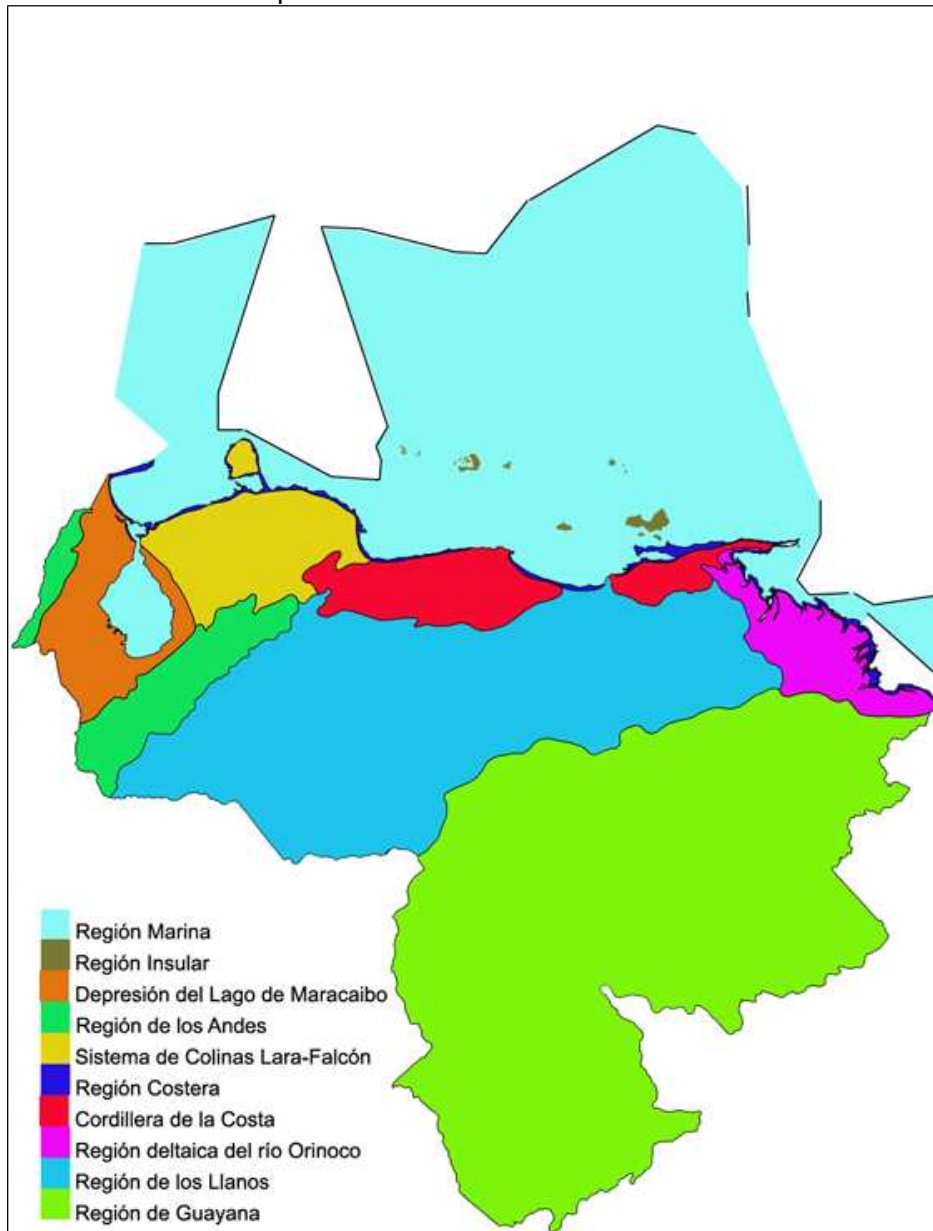 Región Marina
Región Insular
Depresión del Lago de Maracaibo
Región de los Andes
Sistema de Colinas Lara-Falcón
Región Costera
Cordillera de la Costa
Región deltaica del río Orinoco
Región de los Llanos
Región de Guayana